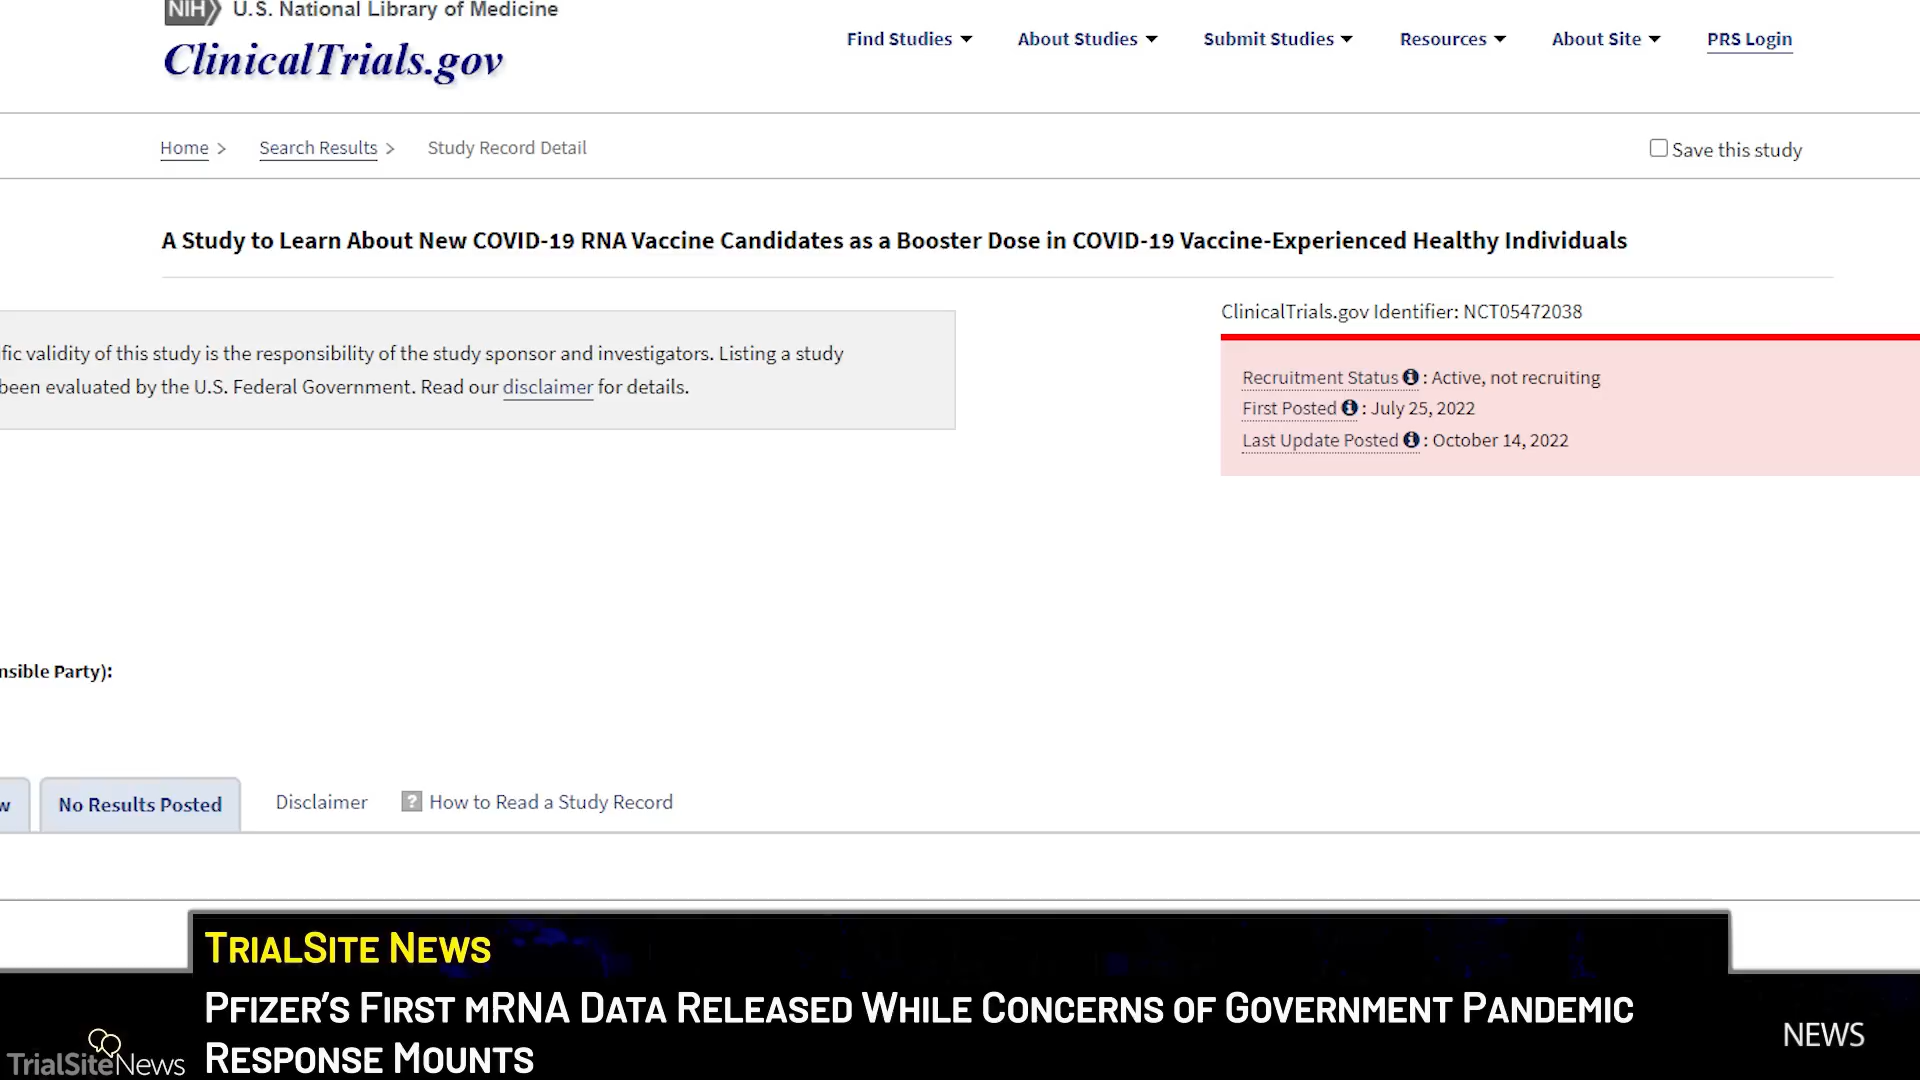 NIH U.S. National Library of Medicine
ClinicalTrials.gov
Find Studies About Studies Submit Studies Resources About Site PRS Login
Home > Search Results > Study Record Detail
Save this study
A Study to Learn About New COVID-19 RNA Vaccine Candidates as a Booster Dose in COVID-19 Vaccine-Experienced Healthy Individuals
fic validity of this study is the responsibility of the study sponsor and investigators. Listing a study
been evaluated by the U.S. Federal Government. Read our disclaimer for details.
ClinicalTrials.gov Identifier: NCT05472038
Recruitment Status : Active, not recruiting
First Posted : July 25, 2022
Last Update Posted : October 14, 2022
nsible Party):
w
No Results Posted
Disclaimer
? How to Read a Study Record
TrialSite News
Pfizer's First mRNA Data Released While Concerns of Government Pandemic
Response Mounts
TrialSiteNews
NEWS